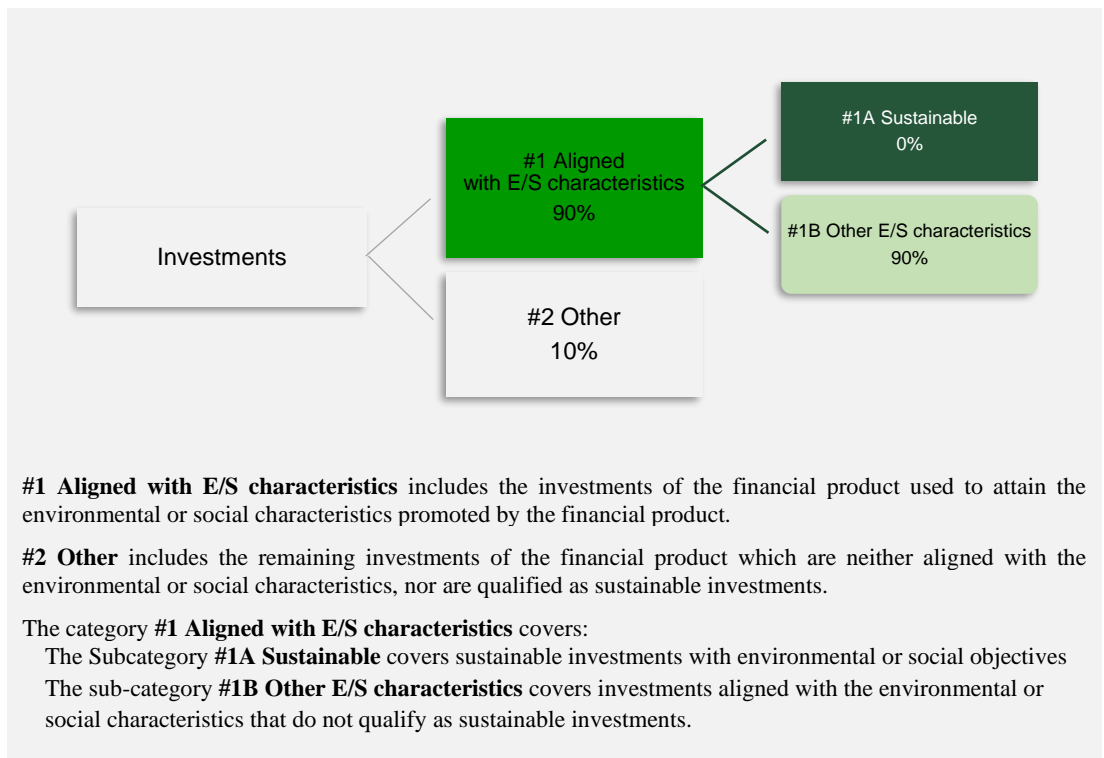 #1A Sustainable
0%
#1 Aligned
with E/S characteristics
90%
#1B Other E/S characteristics
90%
Investments
#2 Other
10%
#1 Aligned with E/S characteristics includes the investments of the financial product used to attain the
environmental or social characteristics promoted by the financial product.
#2 Other includes the remaining investments of the financial product which are neither aligned with the
environmental or social characteristics, nor are qualified as sustainable investments.
The category #1 Aligned with E/S characteristics covers:
The Subcategory #1A Sustainable covers sustainable investments with environmental or social objectives
The sub-category #1B Other E/S characteristics covers investments aligned with the environmental or
social characteristics that do not qualify as sustainable investments.